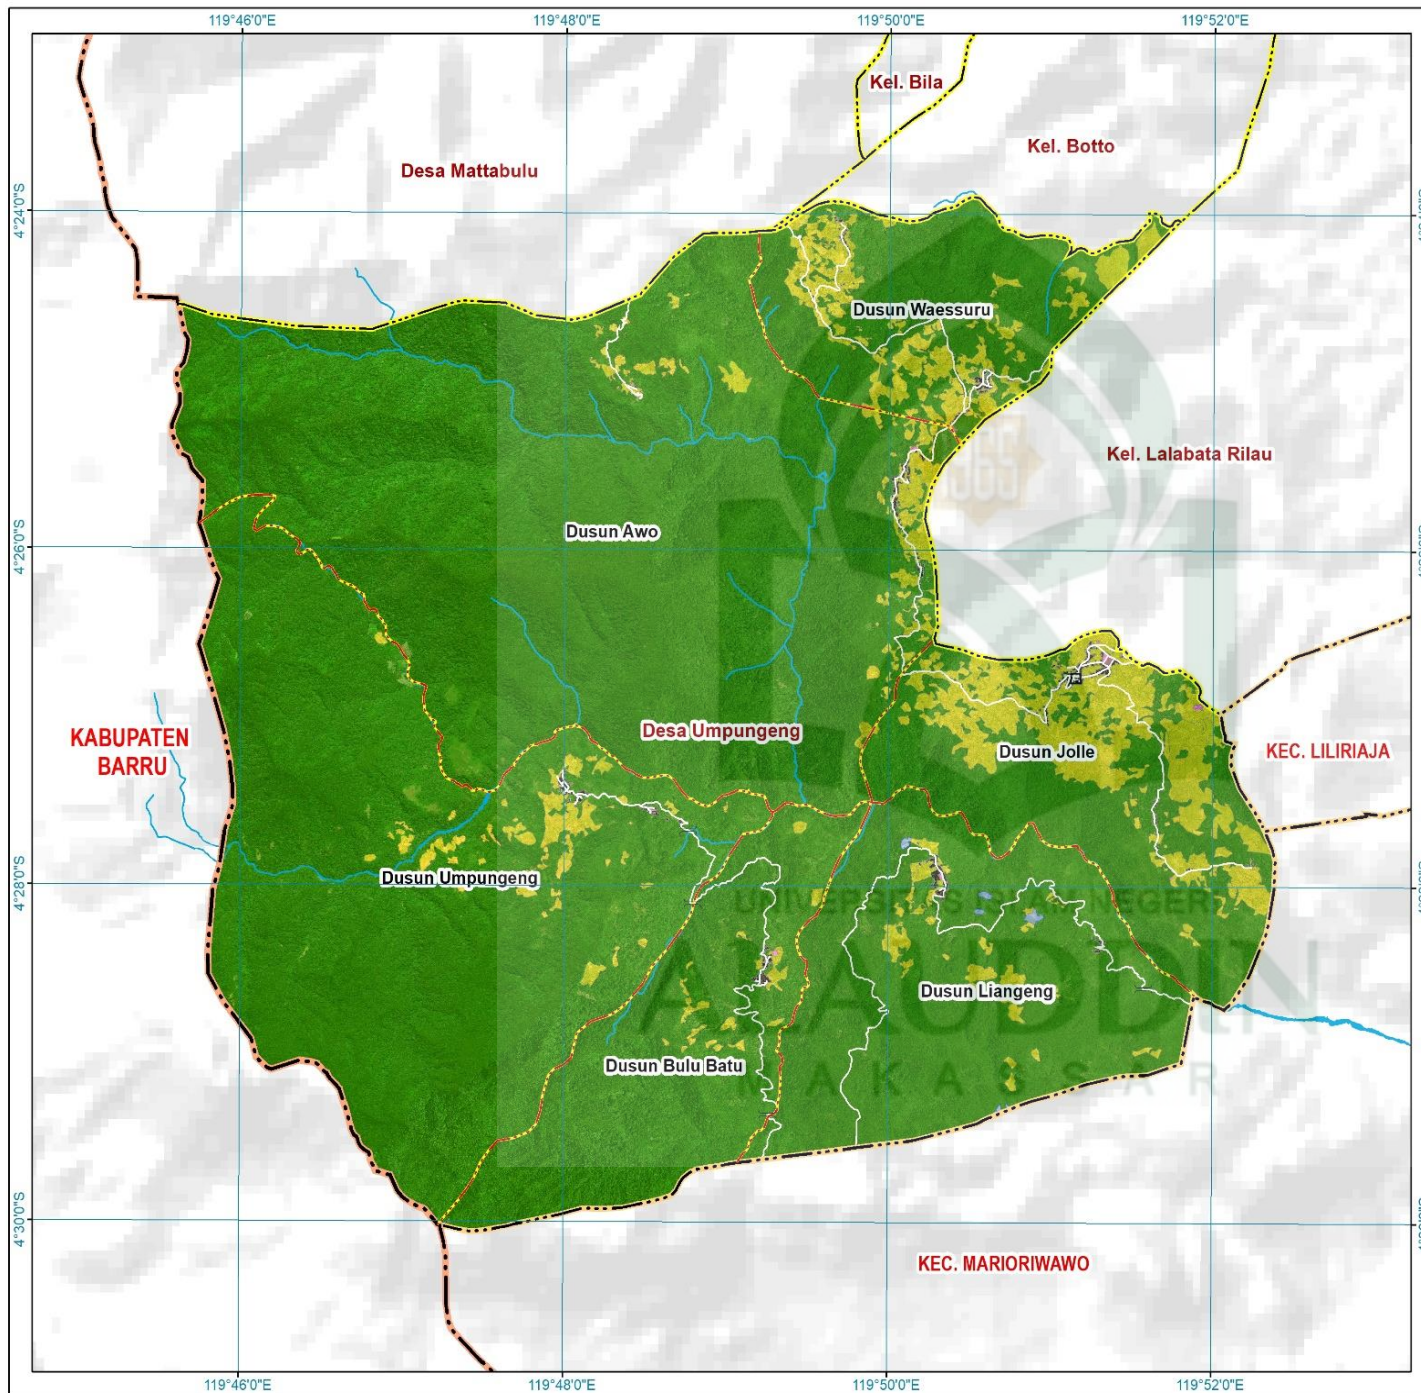 119°46'0"E
119°48'0"E
119°50'0"E
119°52'0"E
Kel. Bila
Kel. Botto
Desa Mattabulu
4°24'0"S
Dusun Waessuru
Kel. Lalabata Rilau
1965
Dusun Awo
4°26'0"S
Desa Umpungeng
KABUPATEN
BARRU
Dusun Jolle
KEC. LILIRIAJA
Dusun Umpungeng
4°28'0"S
UNIVERSITAS ISLAM NEGERI
ALAUDDIN
Dusun Liangeng
Dusun Bulu Batu
MAKASSAR
4°30'0"S
KEC. MARIORIWAWO
119°46'0"E
119°48'0"E
119°50'0"E
119°52'0"E